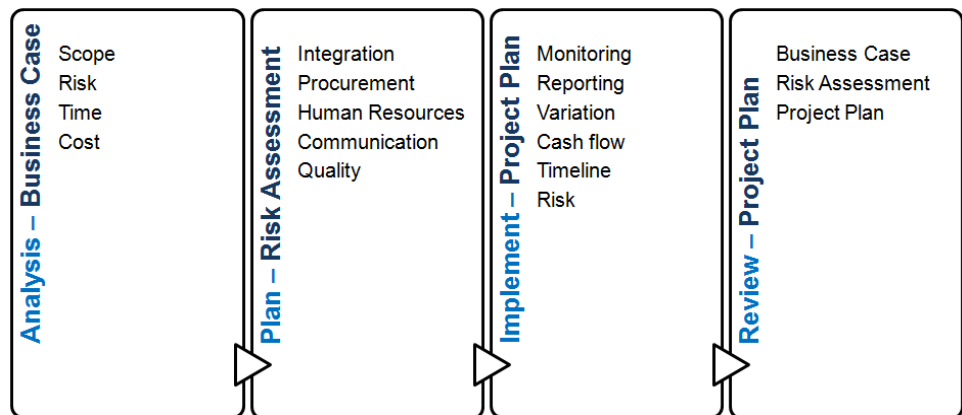 Analysis – Business Case
Scope
Risk
Time
Cost
Plan – Risk Assessment
Integration
Procurement
Human Resources
Communication
Quality
Implement – Project Plan
Monitoring
Reporting
Variation
Cash flow
Timeline
Risk
Review – Project Plan
Business Case
Risk Assessment
Project Plan